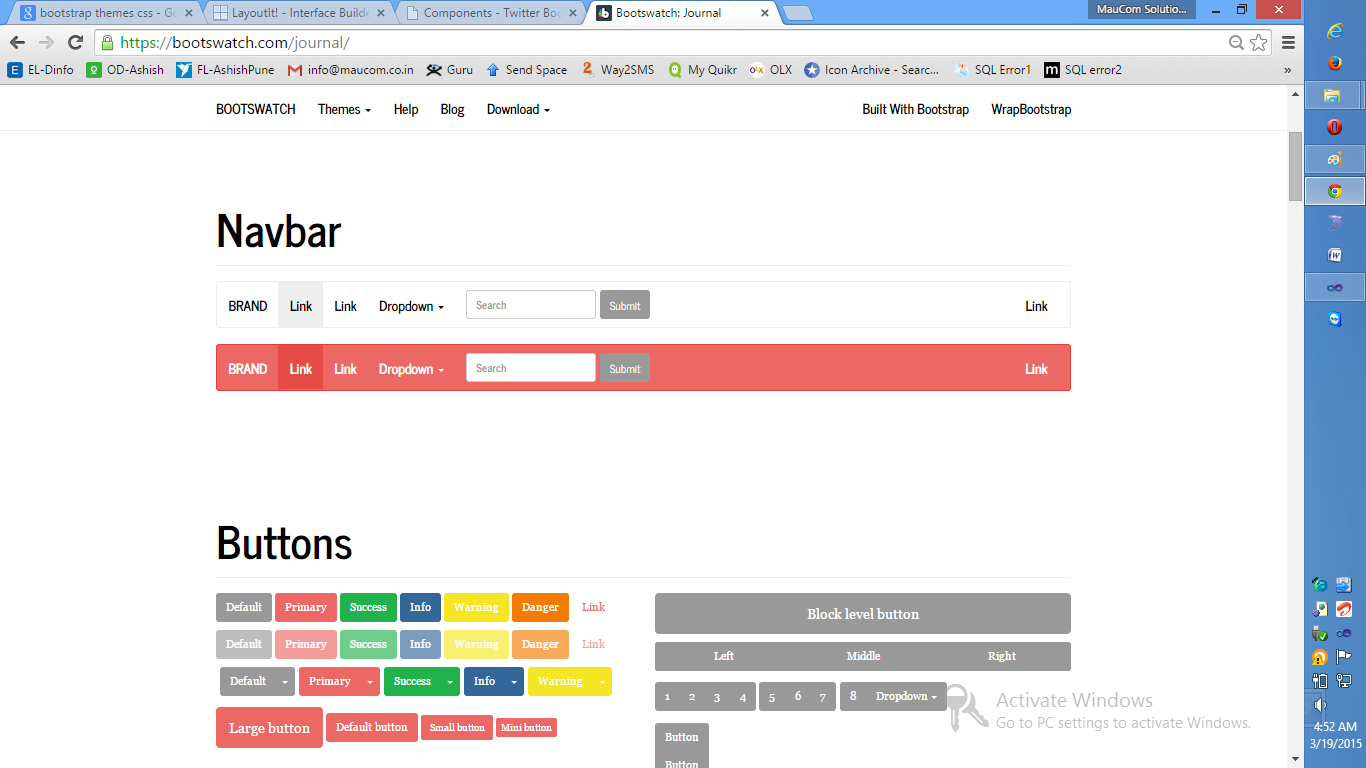 bootstrap themes css - Go
LayoutIt! - Interface Builde
Components - Twitter Boo
Bootswatch: Journal
MauCom Solutio...
https://bootswatch.com/journal/
EL-Dinfo
OD-Ashish
FL-AshishPune
info@maucom.co.in
Guru
Send Space
Way2SMS
My Quikr
OLX
Icon Archive - Searc...
SQL Error1
SQL error2
»
BOOTSWATCH Themes Help Blog Download Built With Bootstrap WrapBootstrap
Navbar
BRAND Link Link Dropdown Search Submit Link
BRAND Link Link Dropdown Search Submit Link
Buttons
Default Primary Success Info Warning Danger Link
Default Primary Success Info Warning Danger Link
Default Primary Success Info Warning
Large button Default button Small button Mini button
Block level button
Left Middle Right
1 2 3 4 5 6 7 8 Dropdown
Button
Button
Activate Windows
Go to PC settings to activate Windows.
4:52 AM
3/19/2015